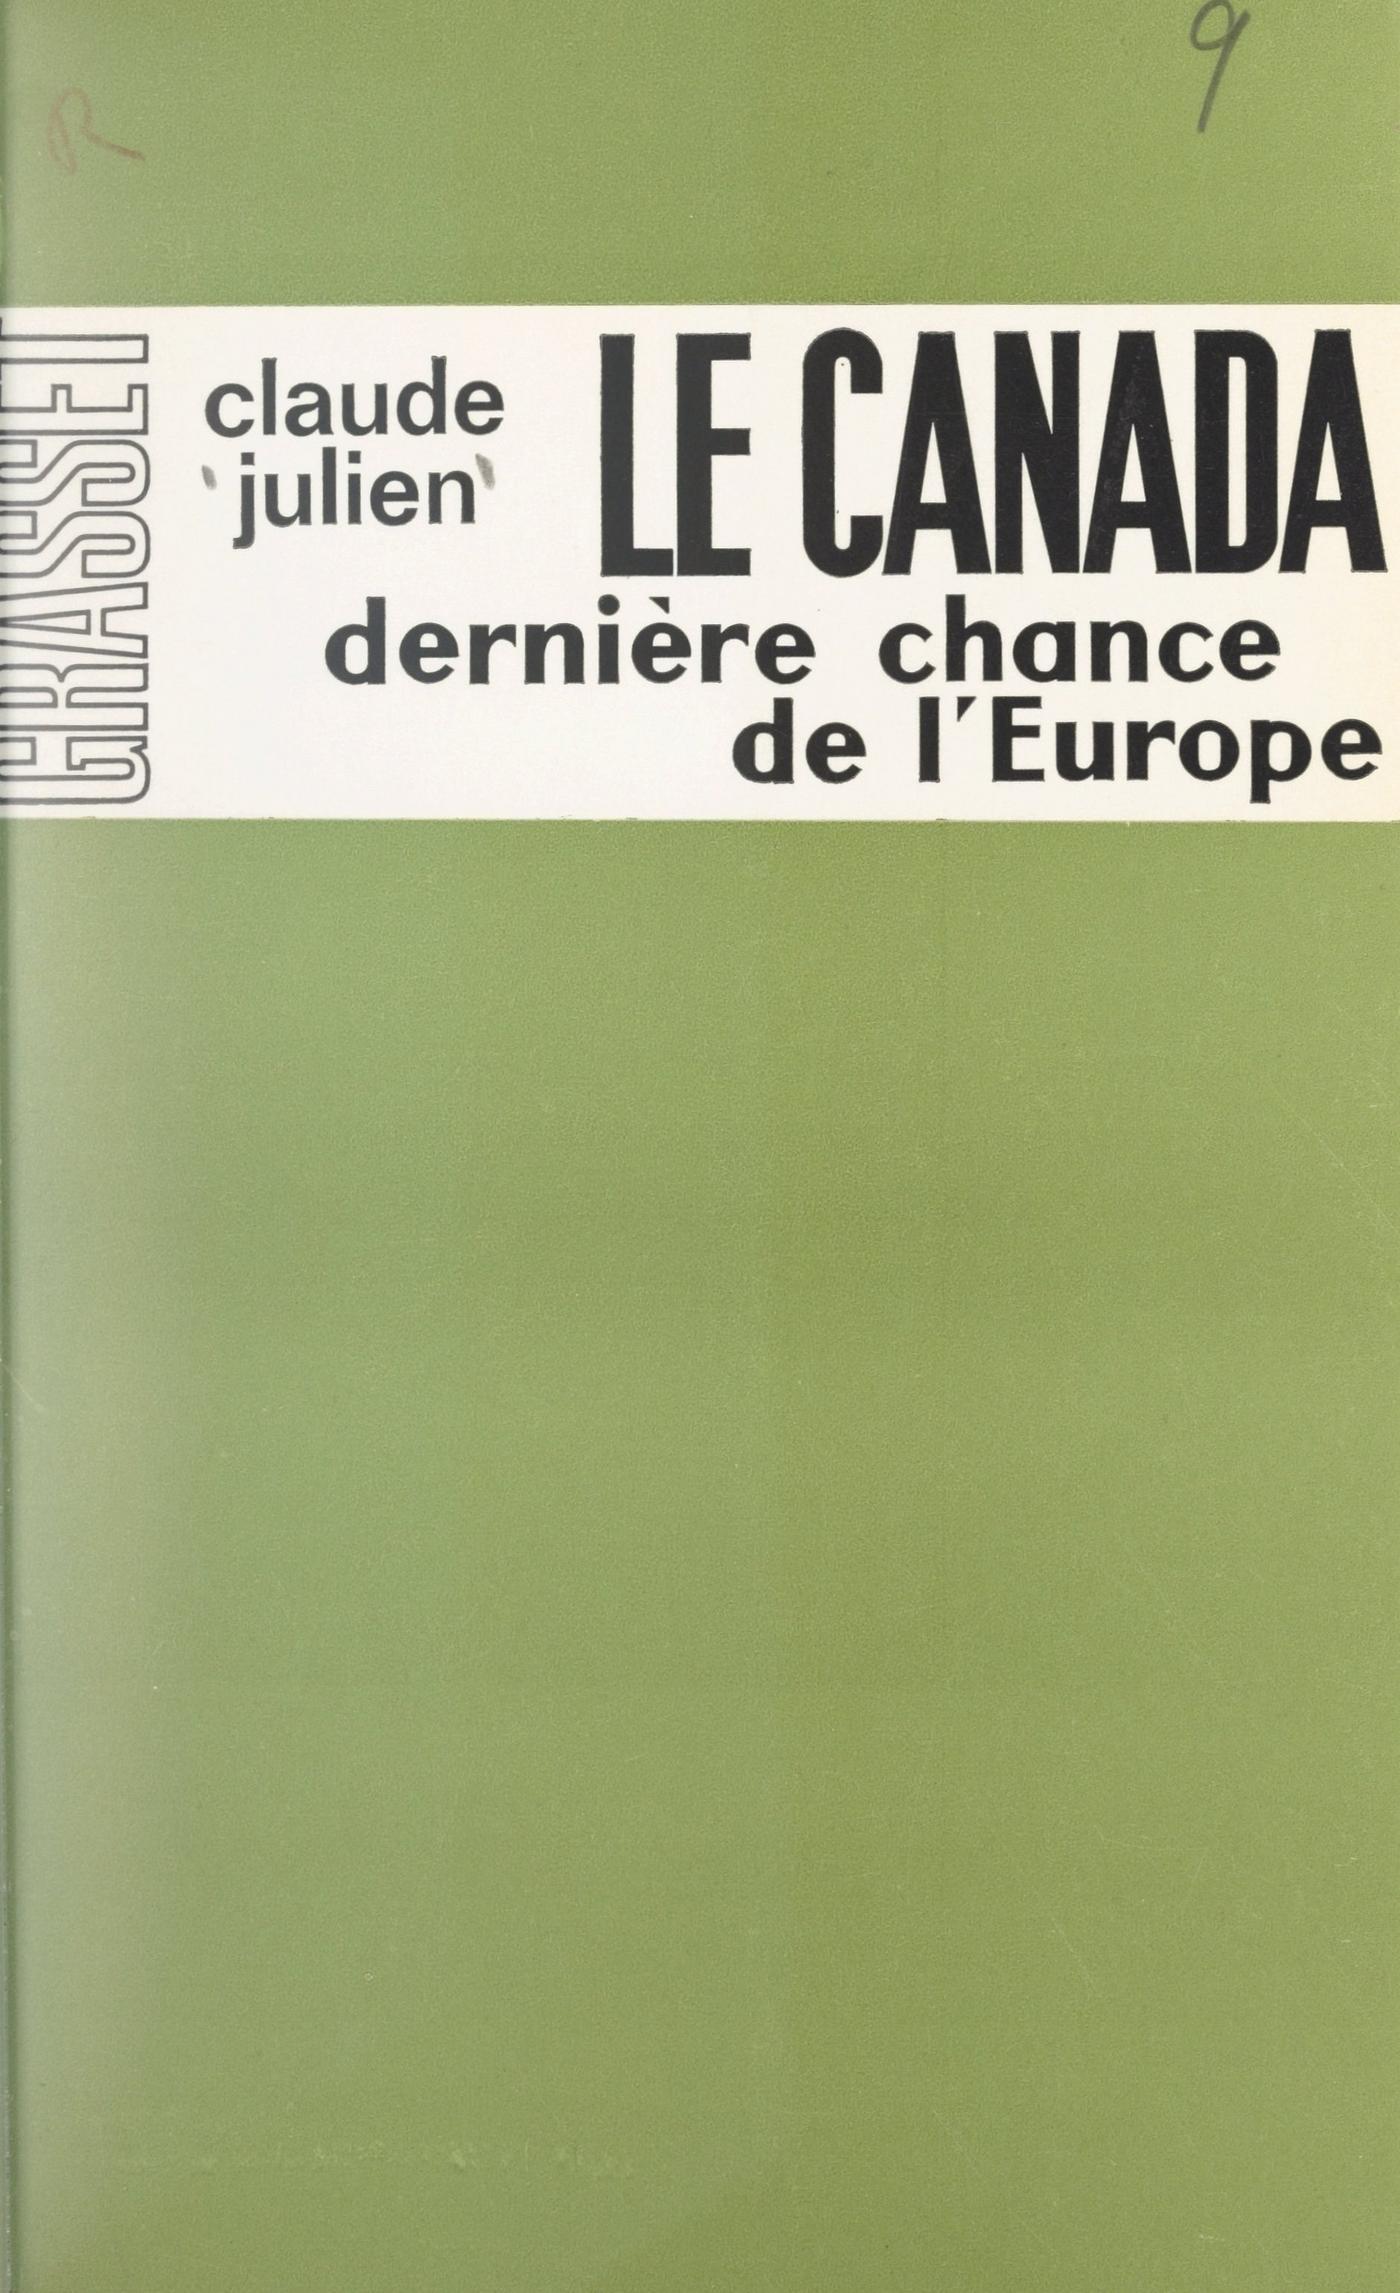 9
R
GRASSET
claude
julien
LE CANADA
dernière chance
de l'Europe